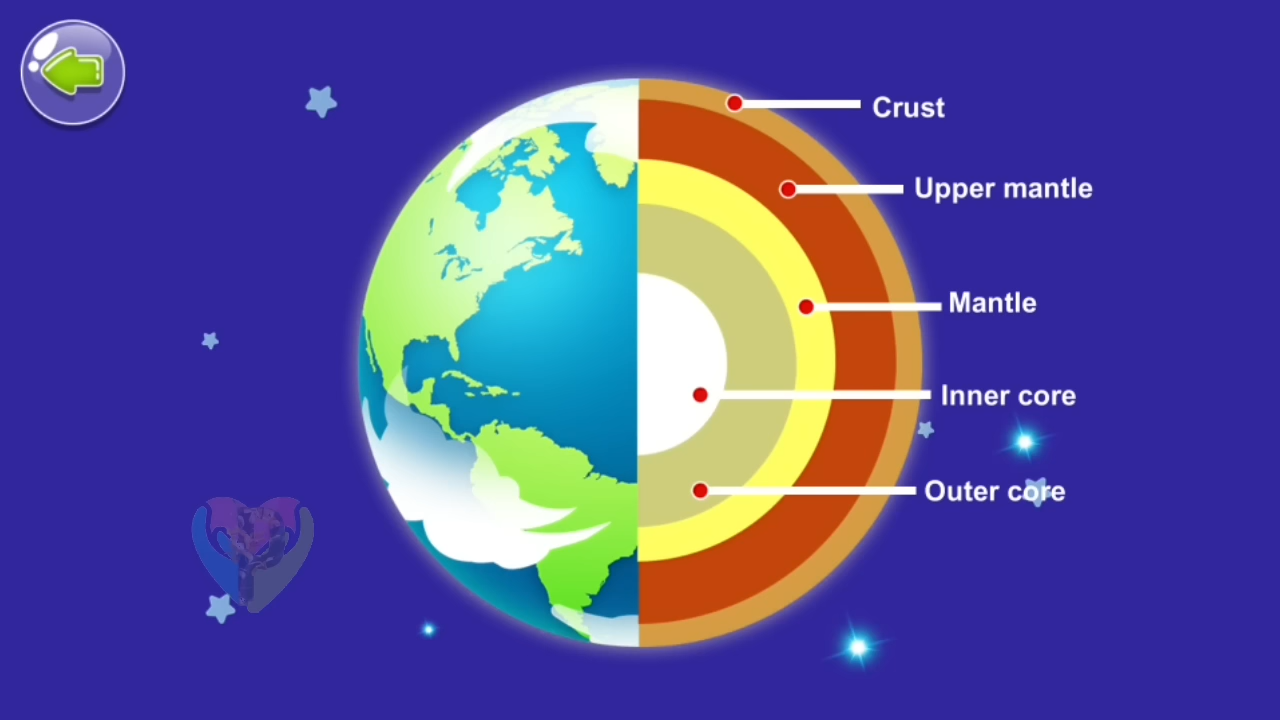 Crust
Upper mantle
Mantle
Inner core
Outer core